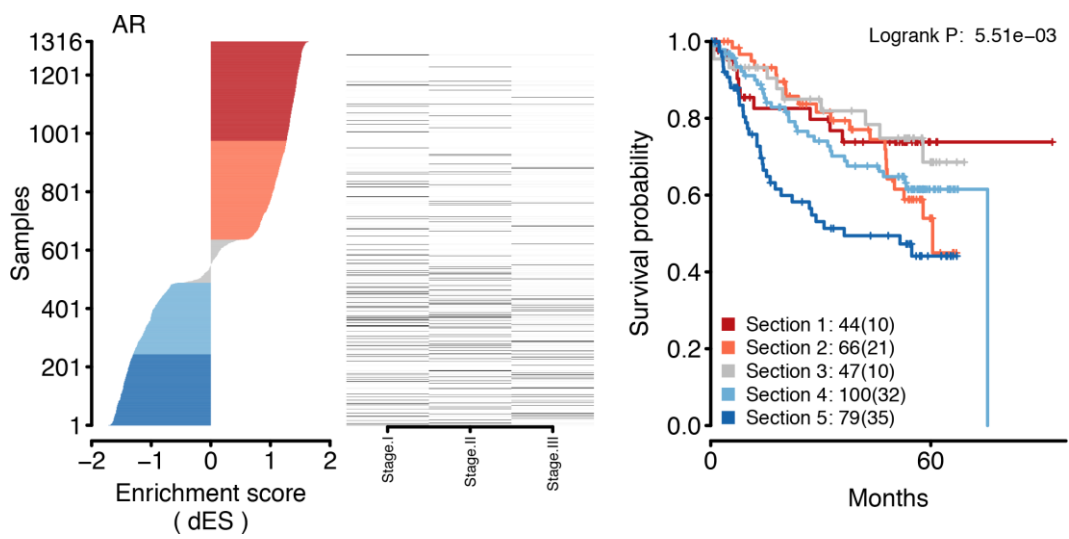 AR
Samples
1316
1201
1001
801
601
401
201
1
−2 −1 0 1 2
Enrichment score
( dES )
Stage.I
Stage.II
Stage.III
Logrank P: 5.51e−03
Survival probability
1.0
0.8
0.6
0.4
0.2
0.0
Section 1: 44(10)
Section 2: 66(21)
Section 3: 47(10)
Section 4: 100(32)
Section 5: 79(35)
0 60
Months